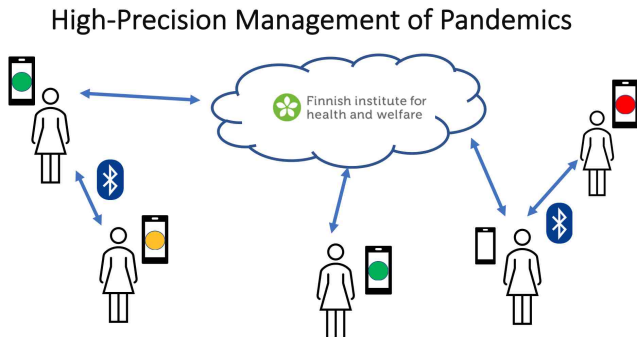 High-Precision Management of Pandemics
Finnish institute for
health and welfare